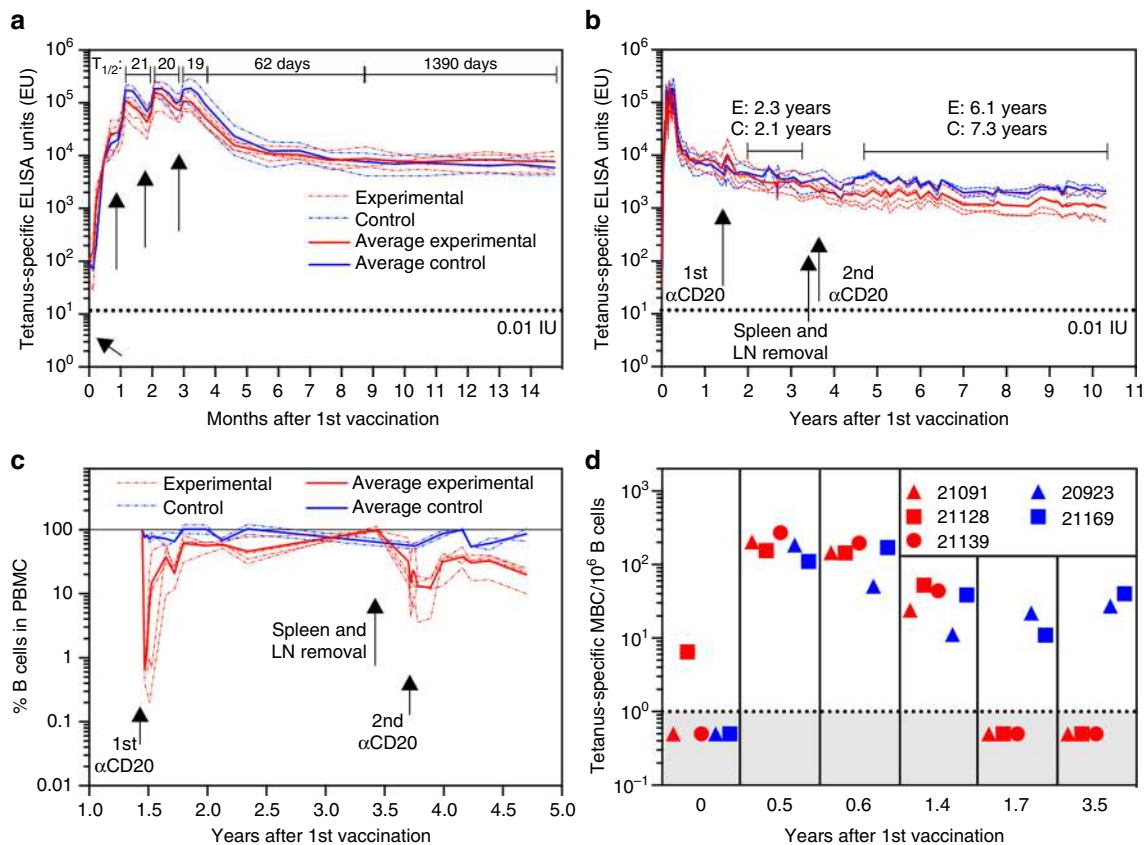 a
Tetanus-specific ELISA units (EU)
10^6
10^5
10^4
10^3
10^2
10^1
10^0
T1/2: 21 20 19 62 days 1390 days
Experimental
Control
Average experimental
Average control
0.01 IU
0 1 2 3 4 5 6 7 8 9 10 11 12 13 14
Months after 1st vaccination
b
Tetanus-specific ELISA units (EU)
10^6
10^5
10^4
10^3
10^2
10^1
10^0
E: 2.3 years
C: 2.1 years
E: 6.1 years
C: 7.3 years
1st
αCD20
2nd
αCD20
Spleen and
LN removal
0.01 IU
0 1 2 3 4 5 6 7 8 9 10 11
Years after 1st vaccination
c
% B cells in PBMC
100
10
1
0.1
0.01
Experimental
Control
Average experimental
Average control
Spleen and
LN removal
1st
αCD20
2nd
αCD20
1.0 1.5 2.0 2.5 3.0 3.5 4.0 4.5 5.0
Years after 1st vaccination
d
Tetanus-specific MBC/10^6 B cells
10^3
10^2
10^1
10^0
10^−1
21091
21128
21139
20923
21169
0 0.5 0.6 1.4 1.7 3.5
Years after 1st vaccination